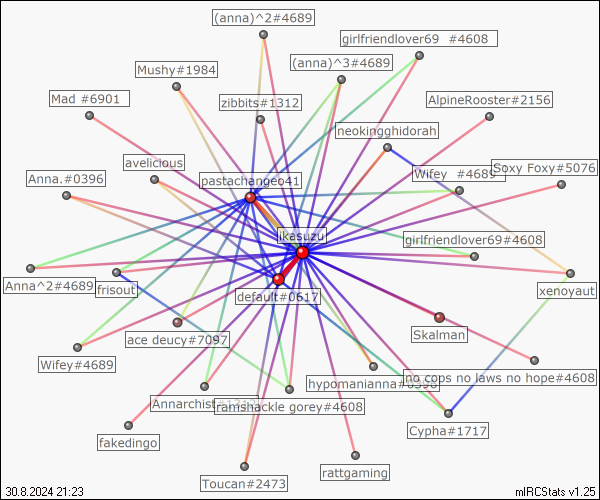 (anna)^2#4689
girlfriendlover69 #4608
(anna)^3#4689
Mushy#1984
Mad #6901
zibbits#1312
AlpineRooster#2156
neokingghidorah
avelicious
Wifey #4689
Soxy Foxy#5076
Anna.#0396
pastachangeo41
ikasuzu
girlfriendlover69#4608
Anna^2#4689
frisout
default#0617
xenoyaut
ace deucy#7097
Skalman
Wifey#4689
no cops no laws no hope#4608
hypomanianna#0398
ramshackle gorey#4608
Cypha#1717
fakedingo
Toucan#2473
rattgaming
30.8.2024 21:23
mIRCStats v1.25